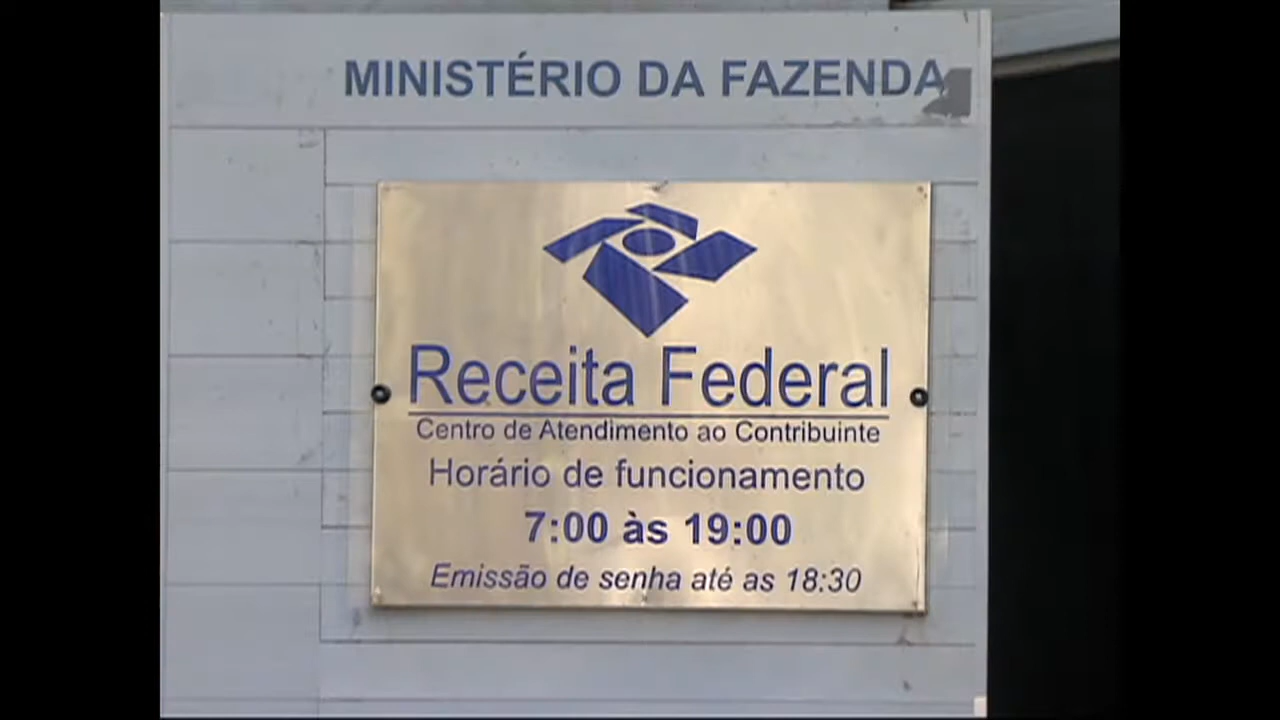 MINISTÉRIO DA FAZENDA
Receita Federal
Centro de Atendimento ao Contribuinte
Horário de funcionamento
7:00 às 19:00
Emissão de senha até as 18:30